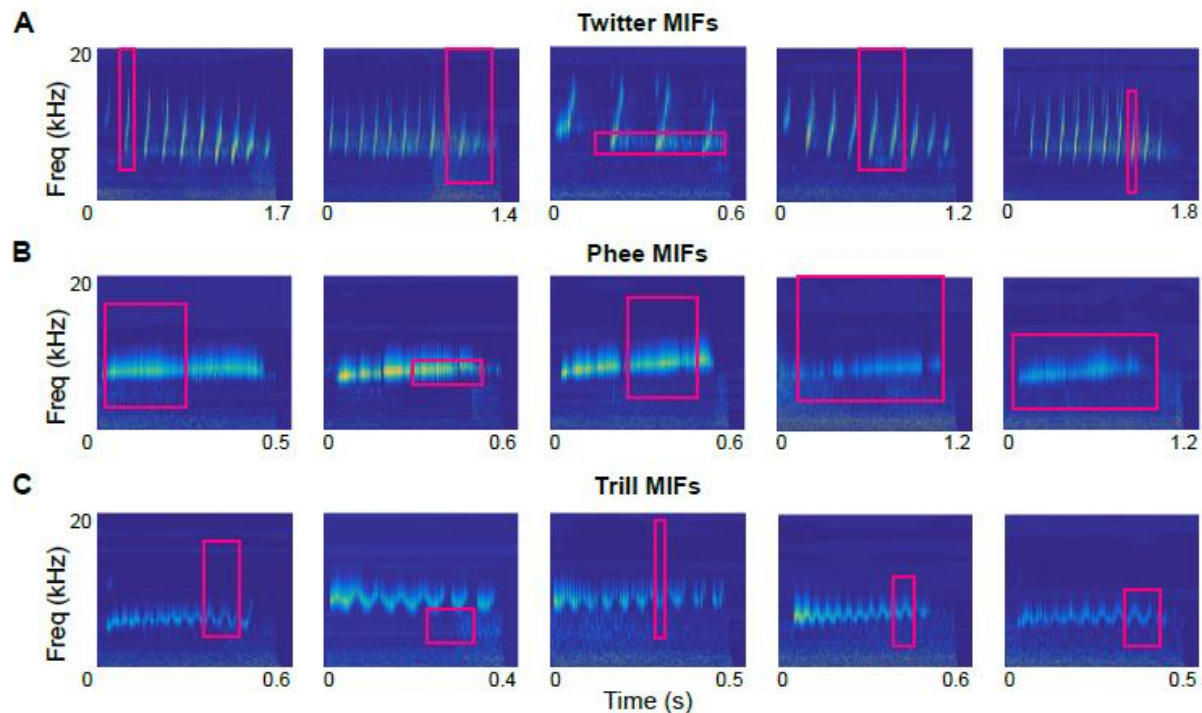 A
Twitter MIFs
20
Freq (kHz)
0 1.7 0 1.4 0 0.6 0 1.2 0 1.8
B
Phee MIFs
20
Freq (kHz)
0 0.5 0 0.6 0 0.6 0 1.2 0 1.2
C
Trill MIFs
20
Freq (kHz)
0 0.6 0 0.4 0 0.5 0 0.6 0 0.5
Time (s)